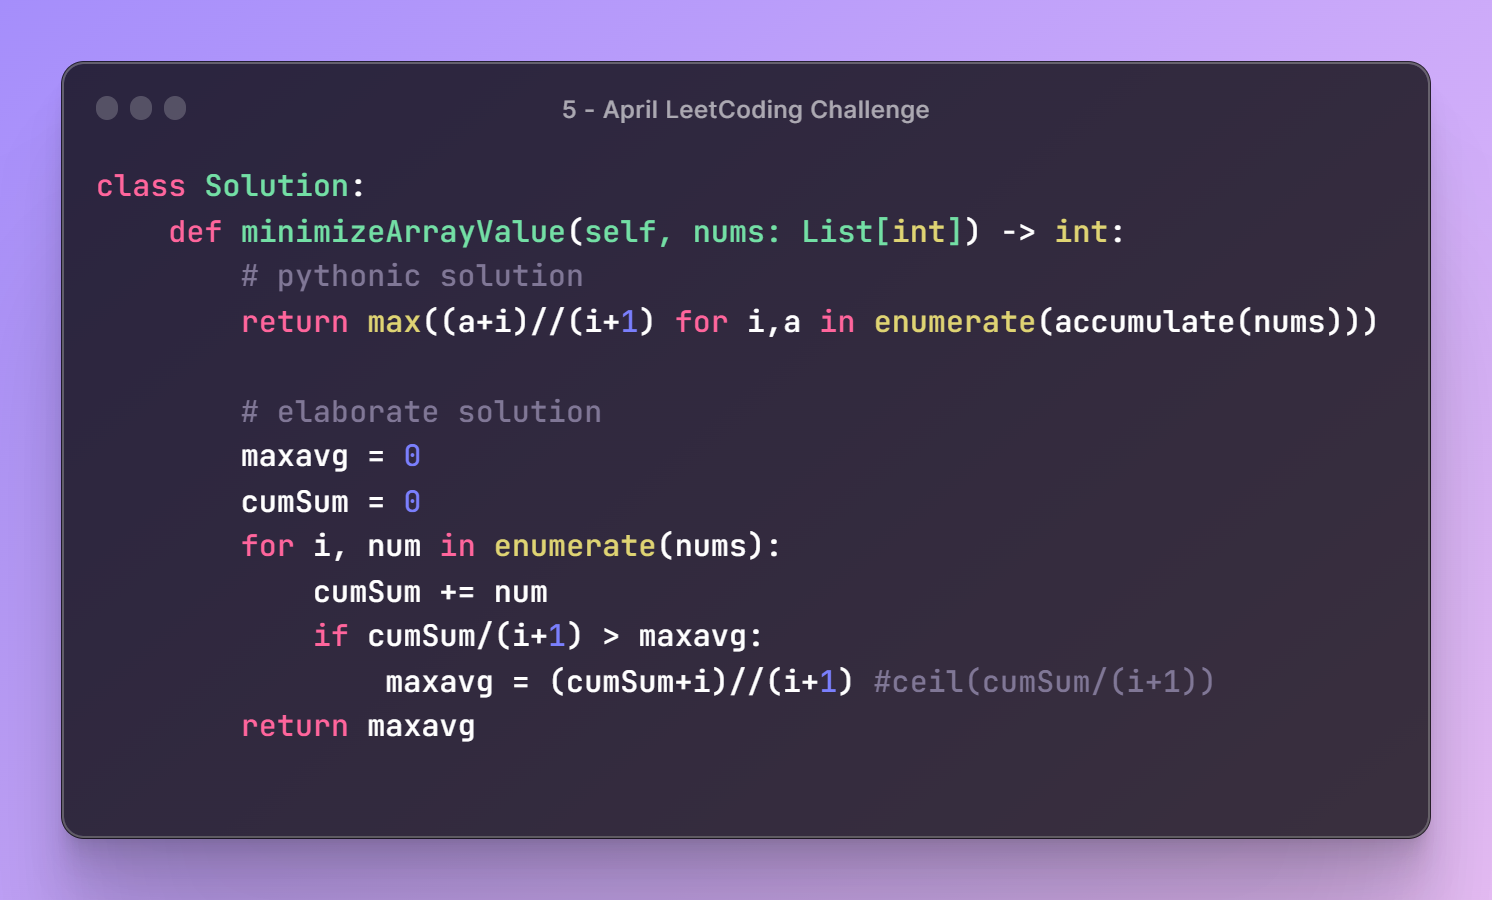 5 - April LeetCoding Challenge
class Solution:
    def minimizeArrayValue(self, nums: List[int]) -> int:
        # pythonic solution
        return max((a+i)//(i+1) for i,a in enumerate(accumulate(nums)))
        # elaborate solution
        maxavg = 0
        cumSum = 0
        for i, num in enumerate(nums):
            cumSum += num
            if cumSum/(i+1) > maxavg:
                maxavg = (cumSum+i)//(i+1) #ceil(cumSum/(i+1))
        return maxavg